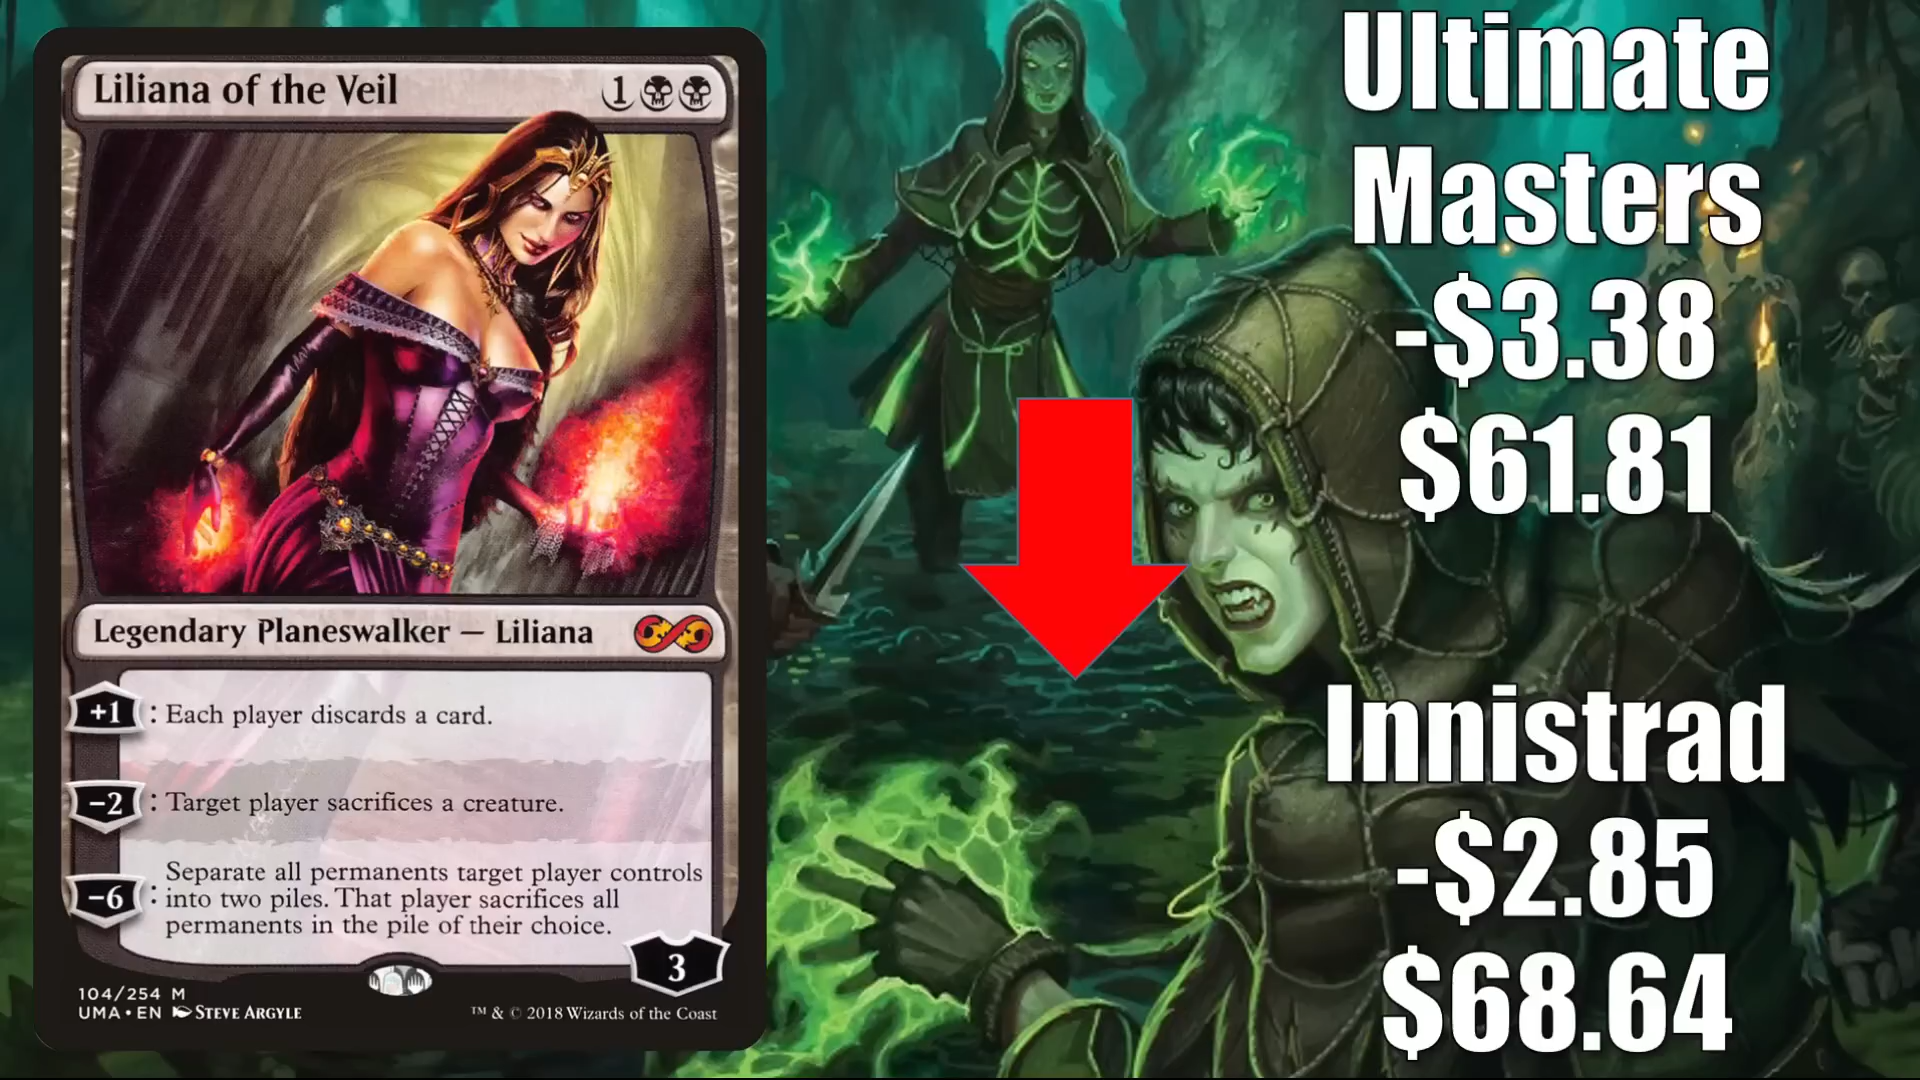 Liliana of the Veil
1
Legendary Planeswalker — Liliana
+1 : Each player discards a card.
−2 : Target player sacrifices a creature.
−6 : Separate all permanents target player controls
into two piles. That player sacrifices all
permanents in the pile of their choice.
3
104/254 M
UMA • EN STEVE ARGYLE
™ & © 2018 Wizards of the Coast
Ultimate
Masters
-$3.38
$61.81
Innistrad
-$2.85
$68.64